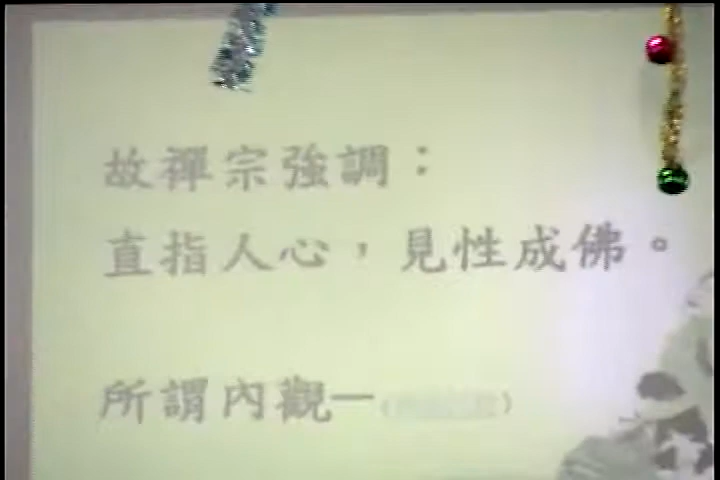 故禪宗強調：
直指人心，見性成佛。
所謂內觀—